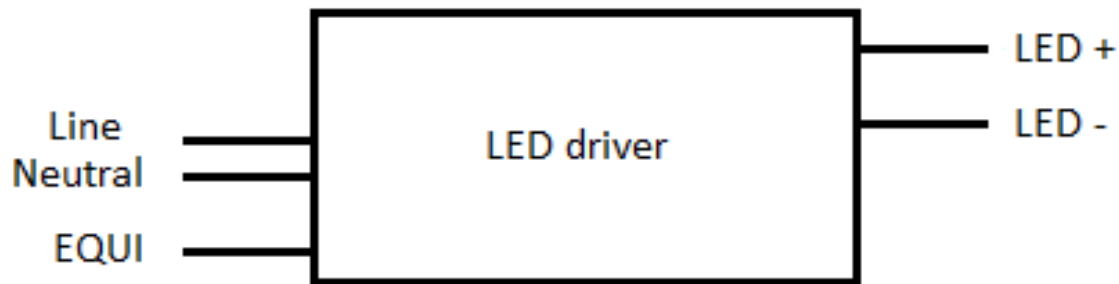 Line
Neutral
EQUI
LED driver
LED +
LED -